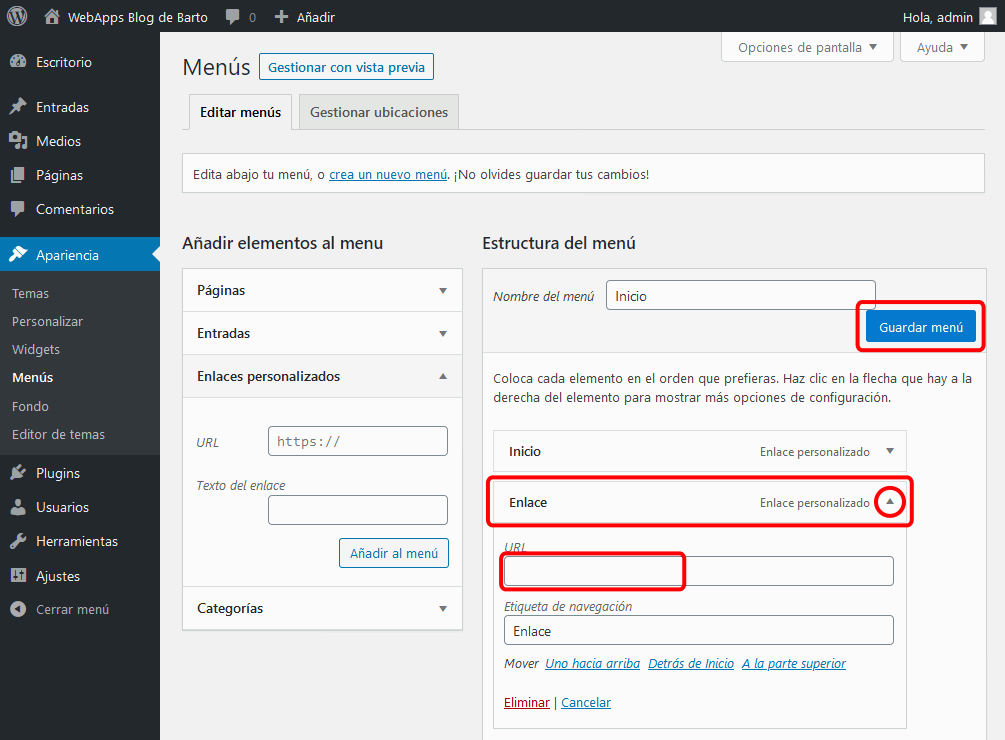 WebApps Blog de Barto 0 Añadir Hola, admin
Opciones de pantalla Ayuda
Escritorio
Entradas
Medios
Páginas
Comentarios
Apariencia
Temas
Personalizar
Widgets
Menús
Fondo
Editor de temas
Plugins
Usuarios
Herramientas
Ajustes
Cerrar menú
Menús Gestionar con vista previa
Editar menús Gestionar ubicaciones
Edita abajo tu menú, o crea un nuevo menú. ¡No olvides guardar tus cambios!
Añadir elementos al menu
Páginas
Entradas
Enlaces personalizados
URL https://
Texto del enlace
Añadir al menú
Categorías
Estructura del menú
Nombre del menú Inicio
Guardar menú
Coloca cada elemento en el orden que prefieras. Haz clic en la flecha que hay a la
derecha del elemento para mostrar más opciones de configuración.
Inicio Enlace personalizado
Enlace Enlace personalizado
URL
Etiqueta de navegación
Enlace
Mover Uno hacia arriba Detrás de Inicio A la parte superior
Eliminar | Cancelar